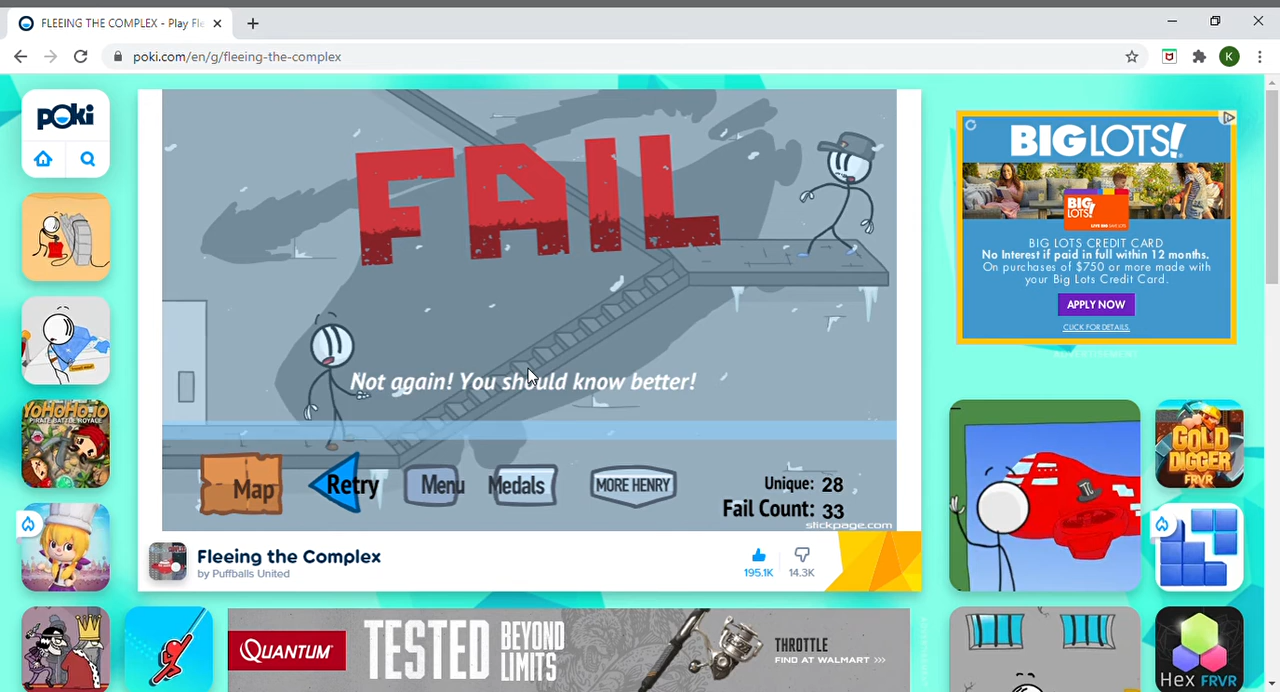 FLEEING THE COMPLEX - Play Fle
poki.com/en/g/fleeing-the-complex
K
POKi
FAIL
Not again! You should know better!
Map
Retry
Menu
Medals
MORE HENRY
Unique: 28
Fail Count: 33
stickpage.com
Fleeing the Complex
by Puffballs United
195.1K
14.3K
YoHoHo.io
PIRATE BATTLE ROYALE
QUANTUM
TESTED
BEYOND
LIMITS
THROTTLE
FIND AT WALMART >>>
BIG LOTS!
BIG
LOTS!
BIG LOTS CREDIT CARD
No Interest if paid in full within 12 months.
On purchases of $750 or more made with
your Big Lots Credit Card.
APPLY NOW
CLICK FOR DETAILS.
ADVERTISEMENT
GOLD
DIGGER
FRVR
Hex FRVR